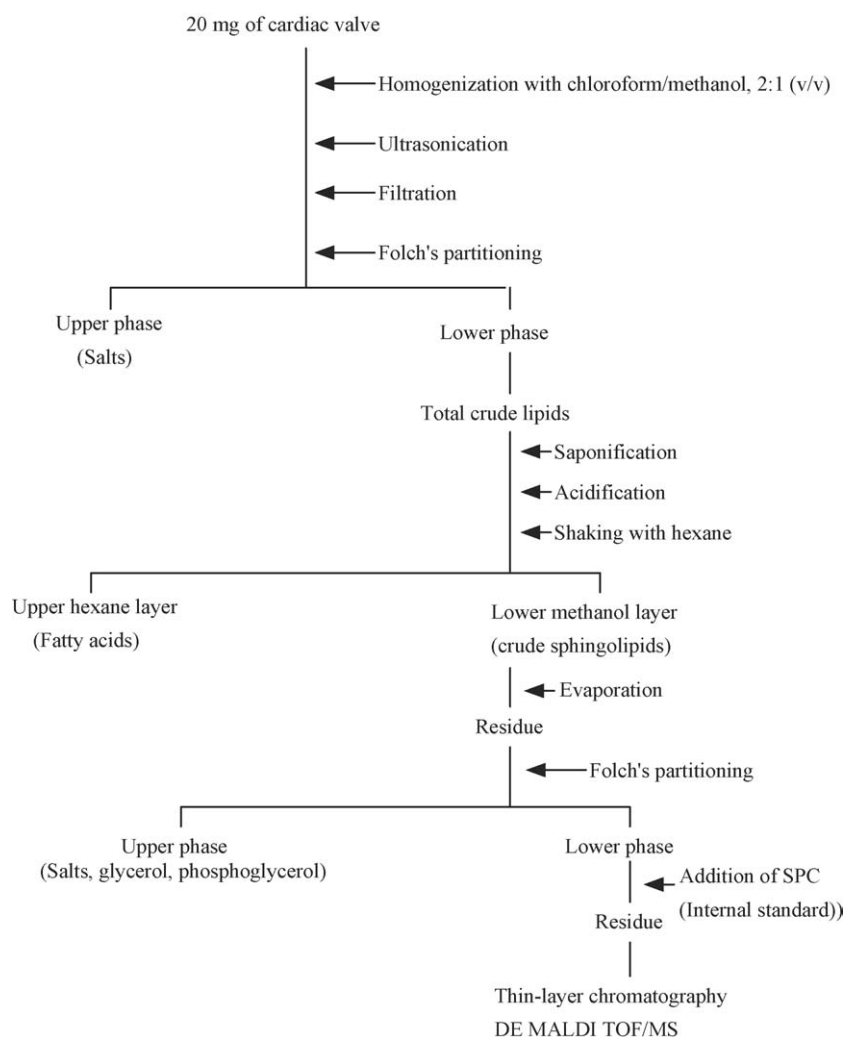 20 mg of cardiac valve
Homogenization with chloroform/methanol, 2:1 (v/v)
Ultrasonication
Filtration
Folch's partitioning
Upper phase
(Salts)
Lower phase
Total crude lipids
Saponification
Acidification
Shaking with hexane
Upper hexane layer
(Fatty acids)
Lower methanol layer
(crude sphingolipids)
Evaporation
Residue
Folch's partitioning
Upper phase
(Salts, glycerol, phosphoglycerol)
Lower phase
Addition of SPC
(Internal standard))
Residue
Thin-layer chromatography
DE MALDI TOF/MS